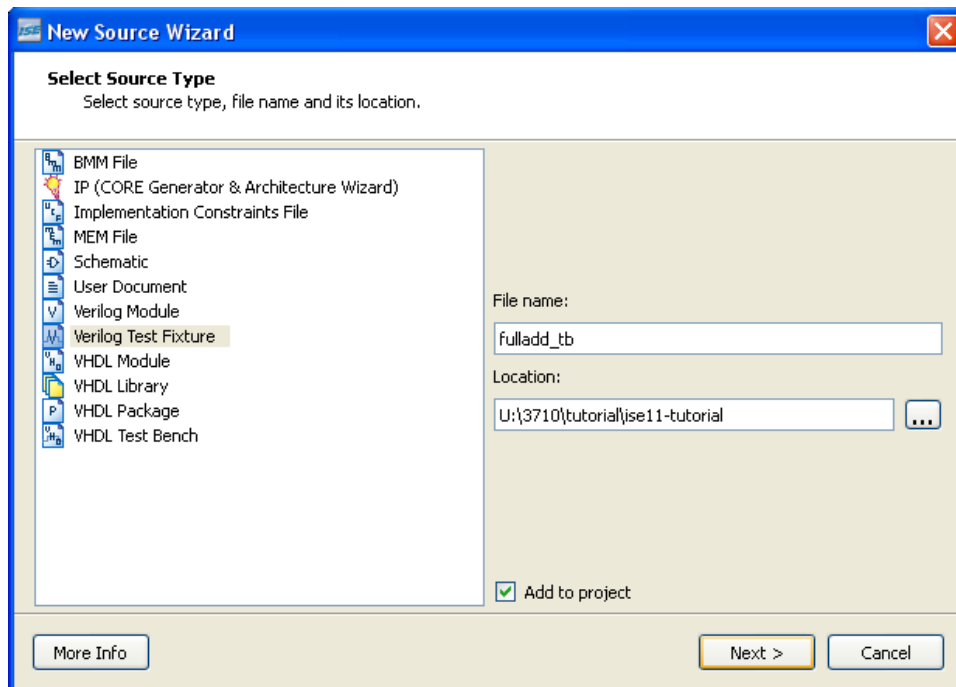 ISE New Source Wizard
Select Source Type
Select source type, file name and its location.
BMM File
IP (CORE Generator & Architecture Wizard)
Implementation Constraints File
MEM File
Schematic
User Document
Verilog Module
Verilog Test Fixture
VHDL Module
VHDL Library
VHDL Package
VHDL Test Bench
File name:
fulladd_tb
Location:
U:\3710\tutorial\ise11-tutorial
...
Add to project
More Info
Next >
Cancel